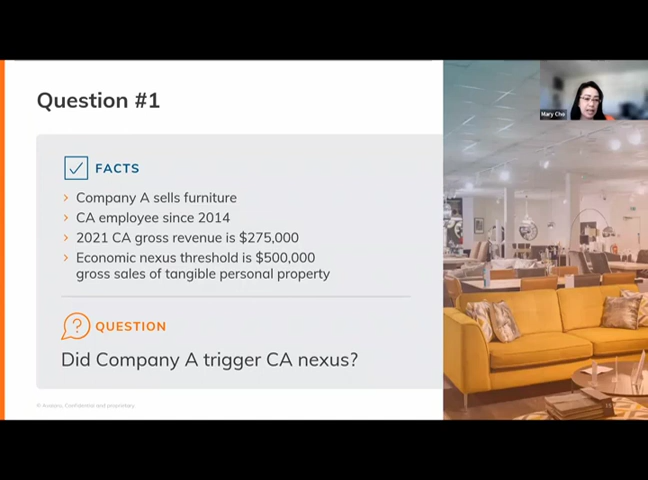 Question #1
Mary Cho
FACTS
Company A sells furniture
CA employee since 2014
2021 CA gross revenue is $275,000
Economic nexus threshold is $500,000
gross sales of tangible personal property
QUESTION
Did Company A trigger CA nexus?
© Avalara. Confidential and proprietary.